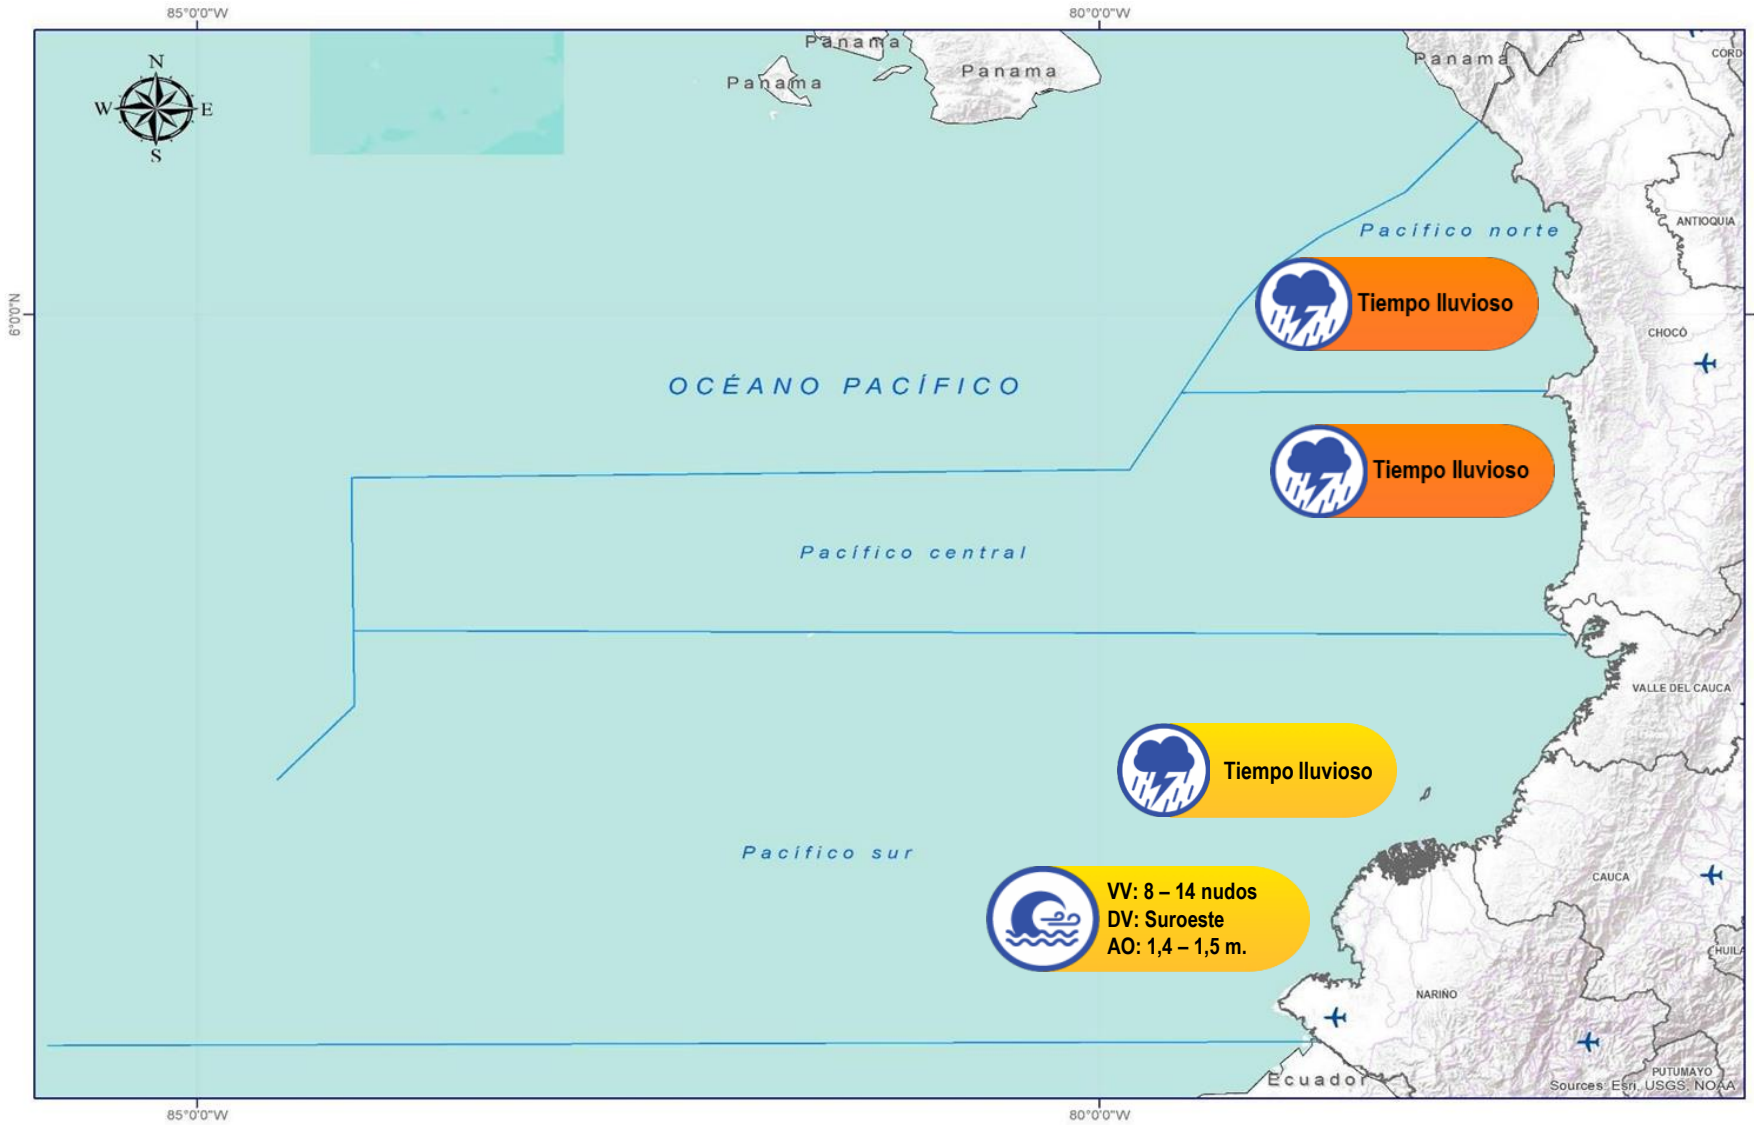 85°0'0"W
80°0'0"W
N
W
E
S
Panama
Panama
Panama
Panama
CÓRD
ANTIOQUIA
Pacífico norte
6°0'0"N
Tiempo lluvioso
CHOCÓ
OCÉANO PACÍFICO
Tiempo lluvioso
Pacífico central
VALLE DEL CAUCA
Tiempo lluvioso
Pacífico sur
CAUCA
VV: 8 – 14 nudos
DV: Suroeste
AO: 1,4 – 1,5 m.
HUILA
NARIÑO
PUTUMAYO
Ecuador
Sources: Esri, USGS, NOAA
85°0'0"W
80°0'0"W